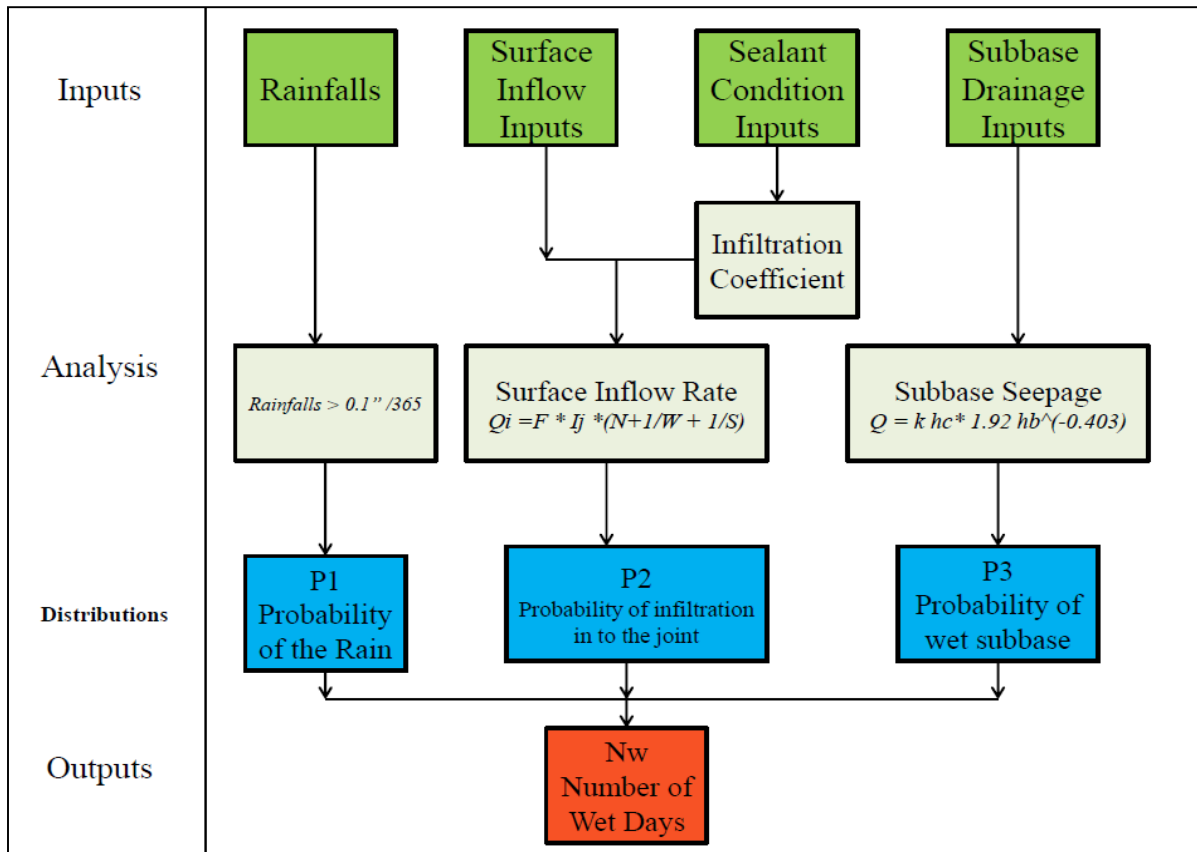 Inputs
Rainfalls
Surface
Inflow
Inputs
Sealant
Condition
Inputs
Subbase
Drainage
Inputs
Infiltration
Coefficient
Analysis
Rainfalls > 0.1” /365
Surface Inflow Rate
Qi =F * Ij *(N+1/W + 1/S)
Subbase Seepage
Q = k hc* 1.92 hb^(-0.403)
Distributions
P1
Probability
of the Rain
P2
Probability of infiltration
in to the joint
P3
Probability of
wet subbase
Outputs
Nw
Number of
Wet Days